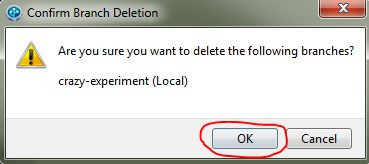 Confirm Branch Deletion
Are you sure you want to delete the following branches?
crazy-experiment (Local)
OK Cancel